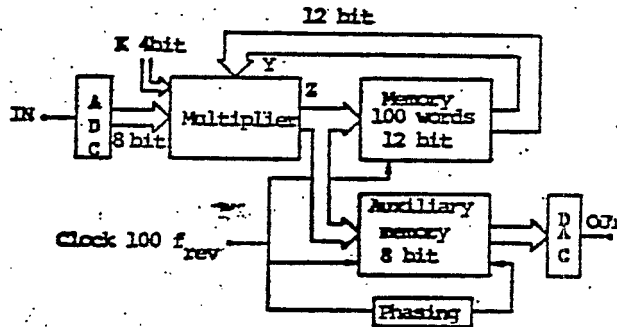 12 bit
K 4bit
Y
Z
IN
A
D
C
8 bit
Multiplier
Memory
100 words
12 bit
Auxiliary
memory
8 bit
D
A
C
Clock 100 f rev
Phasing